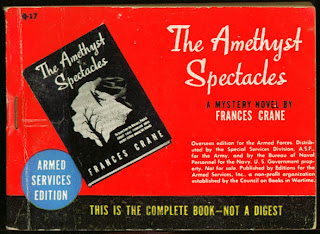 Q-17
The Amethyst
Spectacles
FRANCES CRANE
ARMED
SERVICES
EDITION
The Amethyst
Spectacles
A MYSTERY NOVEL BY
FRANCES CRANE
Overseas edition for the Armed Forces. Distrib-
uted by the Special Services Division, A.S.F.
for the Army, and by the Bureau of Naval
Personnel for the Navy. U. S. Government prop-
erty. Not for sale. Published by Editions for the
Armed Services, Inc., a non-profit organization
established by the Council on Books in Wartime.
THIS IS THE COMPLETE BOOK—NOT A DIGEST